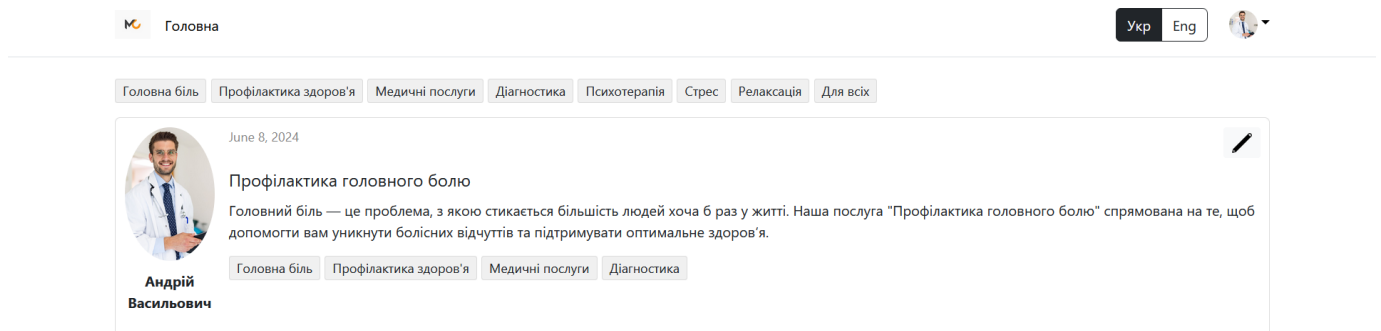 MC Головна
Укр Eng
Головна біль Профілактика здоров'я Медичні послуги Діагностика Психотерапія Стрес Релаксація Для всіх
June 8, 2024
Профілактика головного болю
Головний біль — це проблема, з якою стикається більшість людей хоча б раз у житті. Наша послуга "Профілактика головного болю" спрямована на те, щоб
допомогти вам уникнути болісних відчуттів та підтримувати оптимальне здоров’я.
Головна біль Профілактика здоров'я Медичні послуги Діагностика
Андрій
Васильович